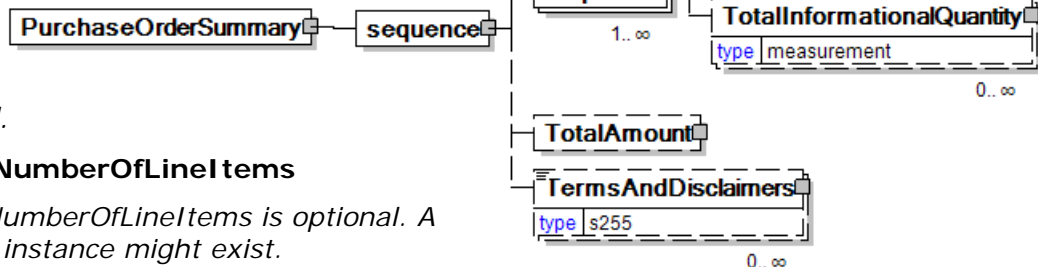 PurchaseOrderSummary
sequence
1.. ∞
TotalInformationalQuantity
type measurement
0.. ∞
TotalAmount
TermsAndDisclaimers
type s255
0.. ∞
NumberOfLineItems
NumberOfLineItems is optional. A
instance might exist.